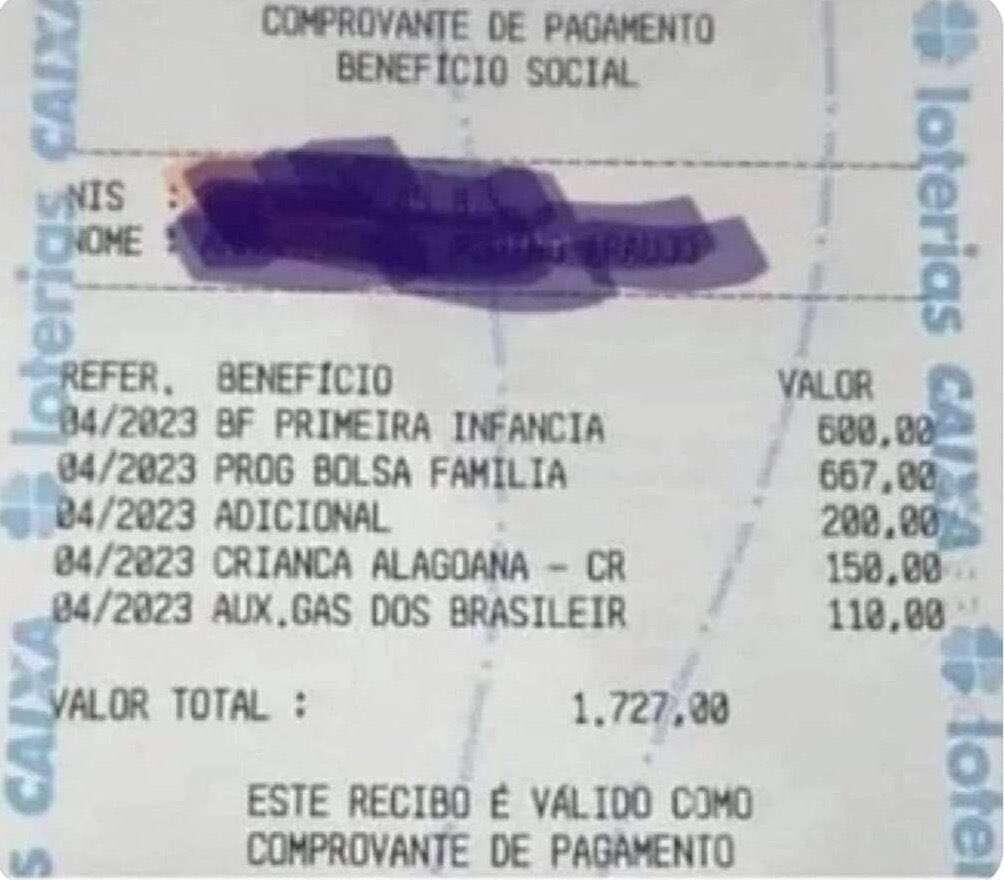 COMPROVANTE DE PAGAMENTO
BENEFÍCIO SOCIAL
NIS :
NOME :
REFER. BENEFÍCIO VALOR
04/2023 BF PRIMEIRA INFANCIA 600,00
04/2023 PROG BOLSA FAMILIA 667,00
04/2023 ADICIONAL 200,00
04/2023 CRIANCA ALAGOANA - CR 150,00
04/2023 AUX.GAS DOS BRASILEIR 110,00
VALOR TOTAL : 1.727,00
ESTE RECIBO É VÁLIDO COMO
COMPROVANTE DE PAGAMENTO
loterias CAIXA
CAIXA
loterias CAIXA